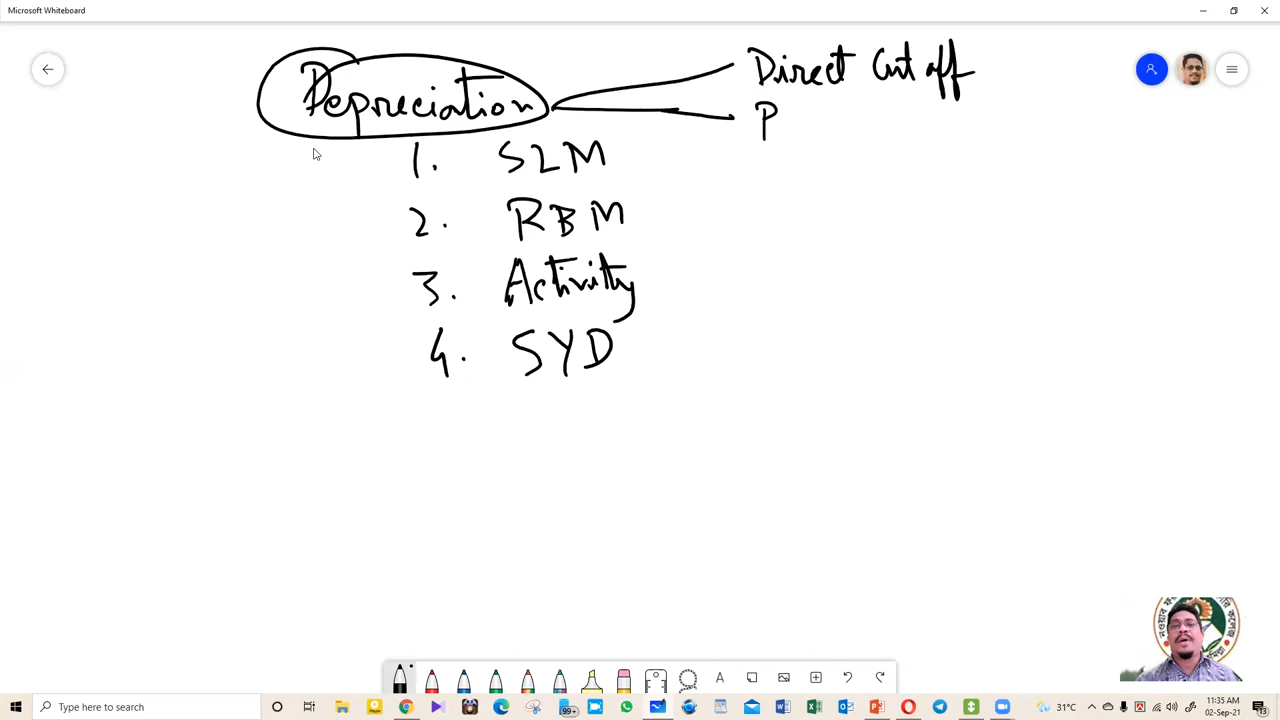 Microsoft Whiteboard
Depreciation
Direct Cut off
P
1. SLM
2. RBM
3. Activity
4. SYD
A
99+
Type here to search
31°C
11:35 AM
02-Sep-21